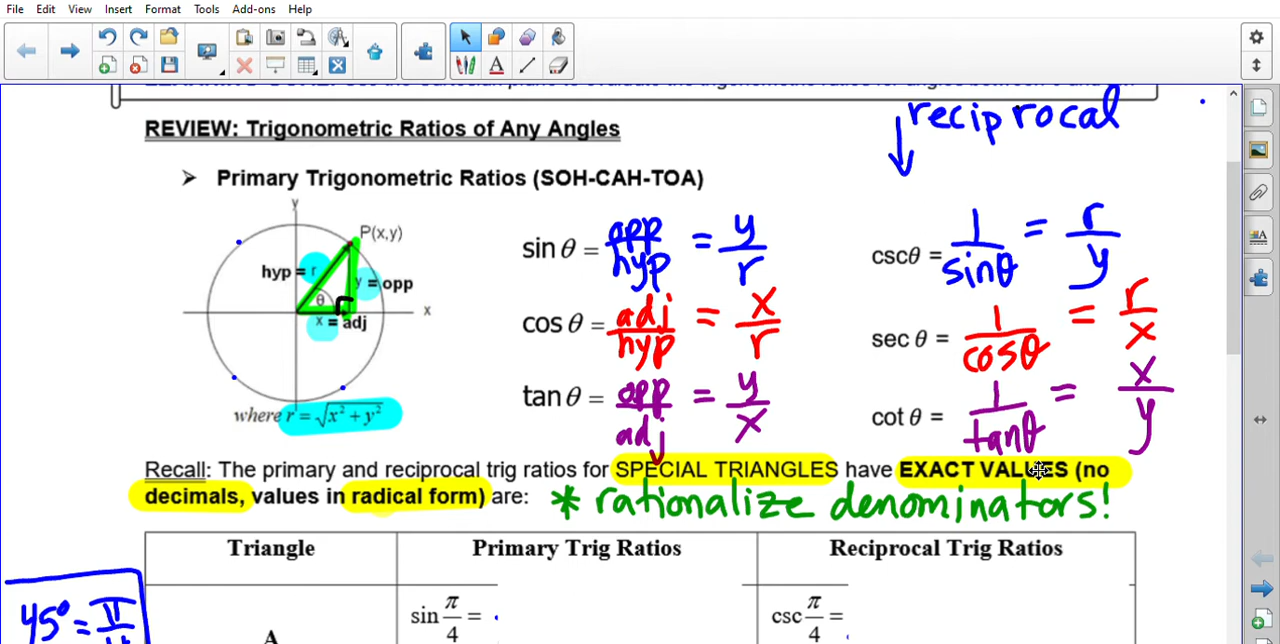 File Edit View Insert Format Tools Add-ons Help
reciprocal
REVIEW: Trigonometric Ratios of Any Angles
➢ Primary Trigonometric Ratios (SOH-CAH-TOA)
y
P(x,y)
hyp = r
y = opp
θ
x
x = adj
where r = √x² + y²
sin θ = opp/hyp = y/r
cscθ = 1/sinθ = r/y
cos θ = adj/hyp = x/r
sec θ = 1/cosθ = r/x
tan θ = opp/adj = y/x
cot θ = 1/tanθ = x/y
Recall: The primary and reciprocal trig ratios for SPECIAL TRIANGLES have EXACT VALUES (no
decimals, values in radical form) are: * rationalize denominators!
Triangle Primary Trig Ratios Reciprocal Trig Ratios
45° = π/4
A
sin π/4 =
csc π/4 =